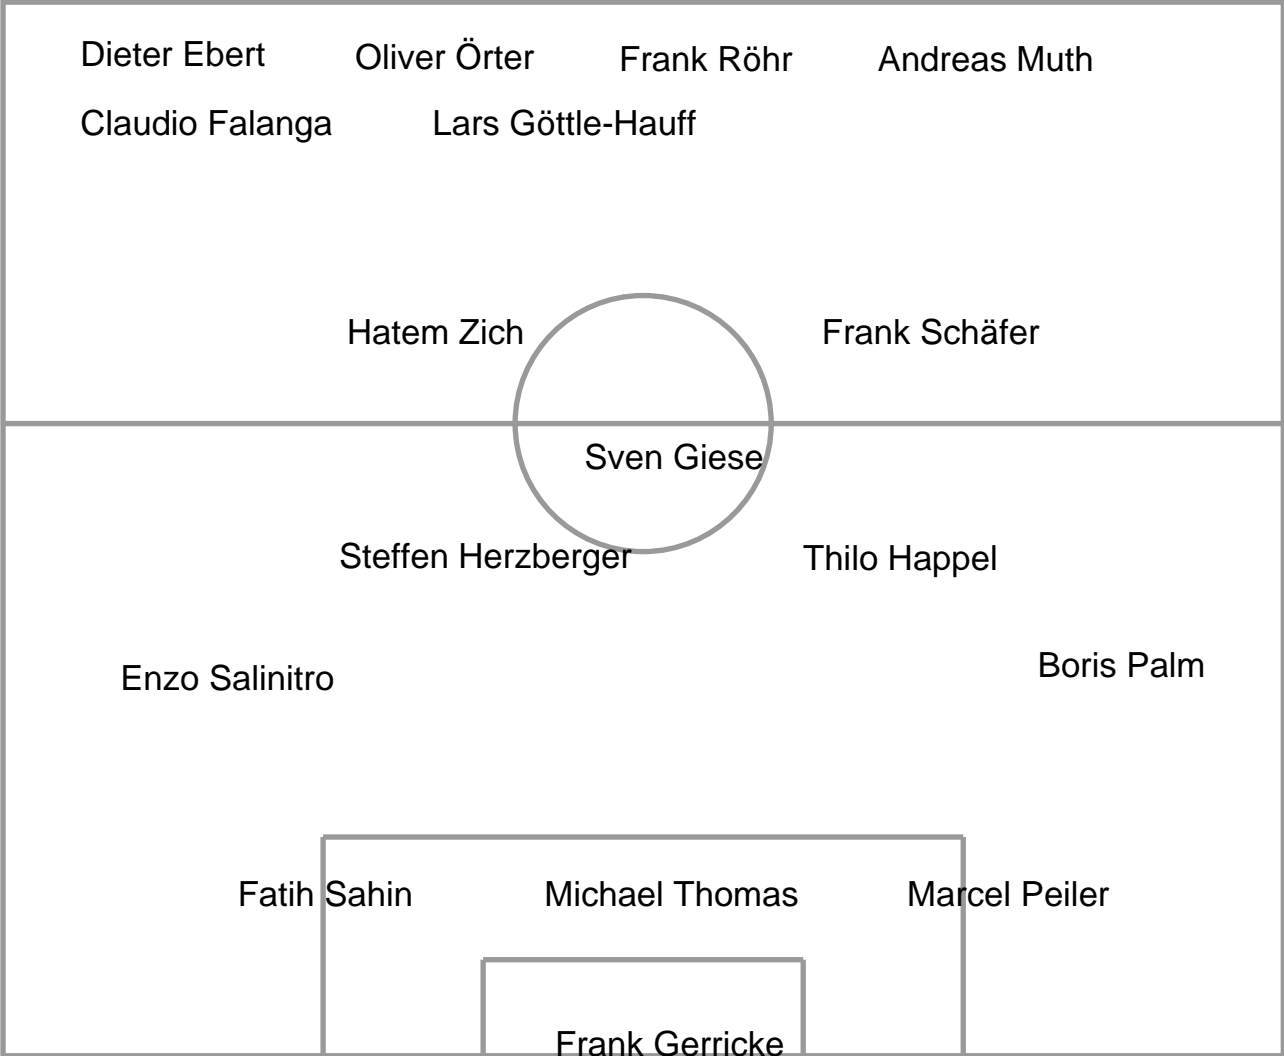 Dieter Ebert Oliver Örter Frank Röhr Andreas Muth
Claudio Falanga Lars Göttle-Hauff
Hatem Zich Frank Schäfer
Sven Giese
Steffen Herzberger Thilo Happel
Enzo Salinitro Boris Palm
Fatih Sahin Michael Thomas Marcel Peiler
Frank Gerricke